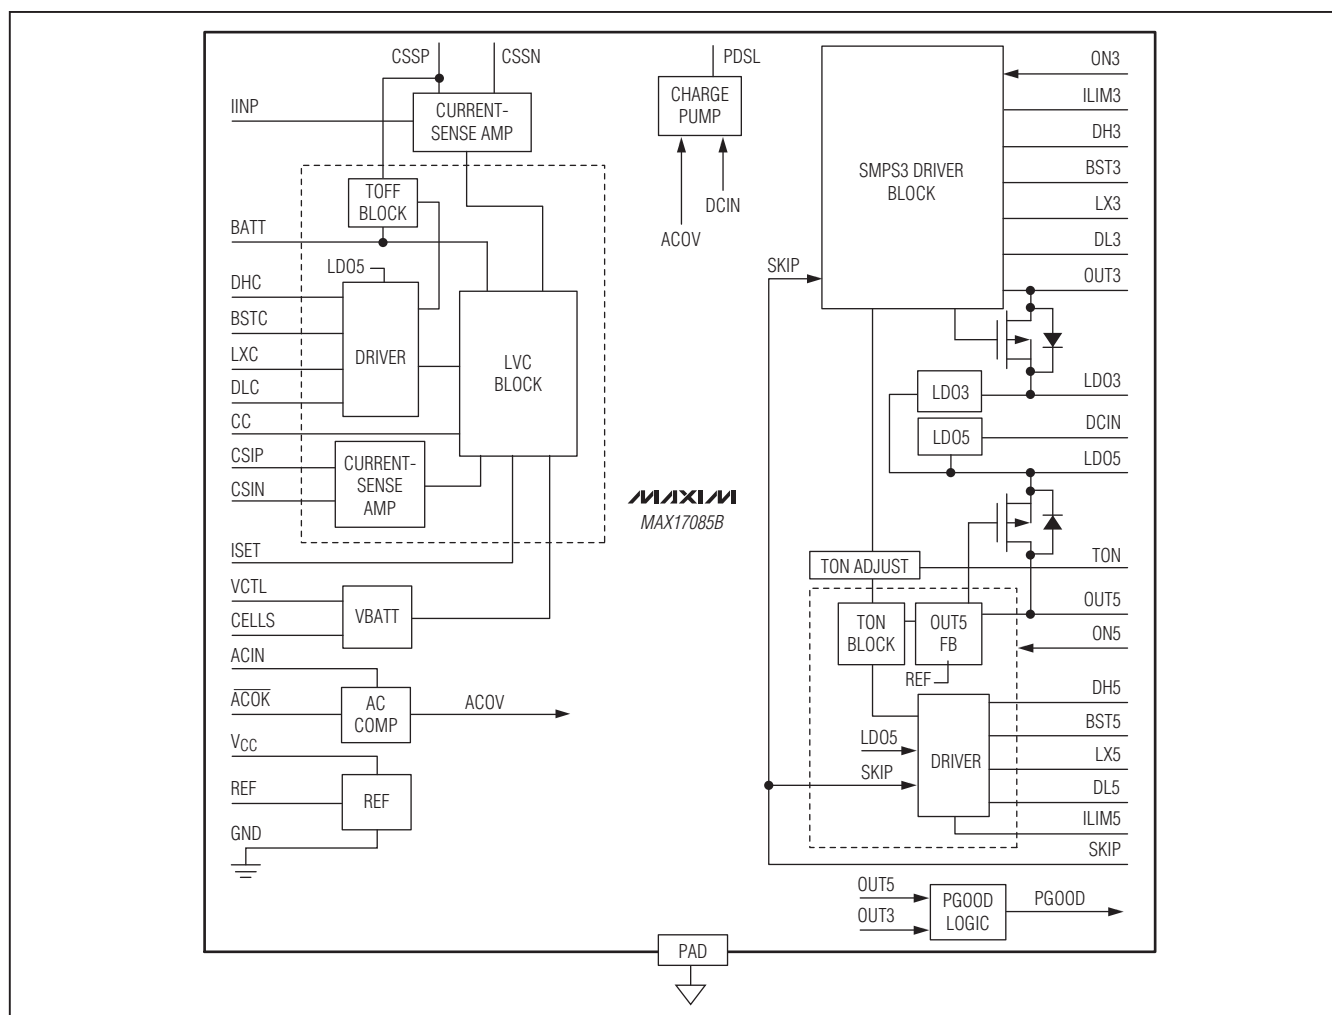 CSSP
CSSN
IINP
CURRENT-
SENSE AMP
TOFF
BLOCK
BATT
LDO5
DHC
BSTC
LXC
DLC
CC
CSIP
CSIN
DRIVER
LVC
BLOCK
CURRENT-
SENSE
AMP
ISET
VCTL
CELLS
VBATT
ACIN
ACOK
AC
COMP
ACOV
VCC
REF
REF
GND
PDSL
CHARGE
PUMP
DCIN
ACOV
MAXIM
MAX17085B
SMPS3 DRIVER
BLOCK
SKIP
ON3
ILIM3
DH3
BST3
LX3
DL3
OUT3
LDO3
LDO3
DCIN
LDO5
LDO5
TON ADJUST
TON
TON
BLOCK
OUT5
FB
REF
OUT5
ON5
LDO5
SKIP
DRIVER
DH5
BST5
LX5
DL5
ILIM5
SKIP
OUT5
OUT3
PGOOD
LOGIC
PGOOD
PAD